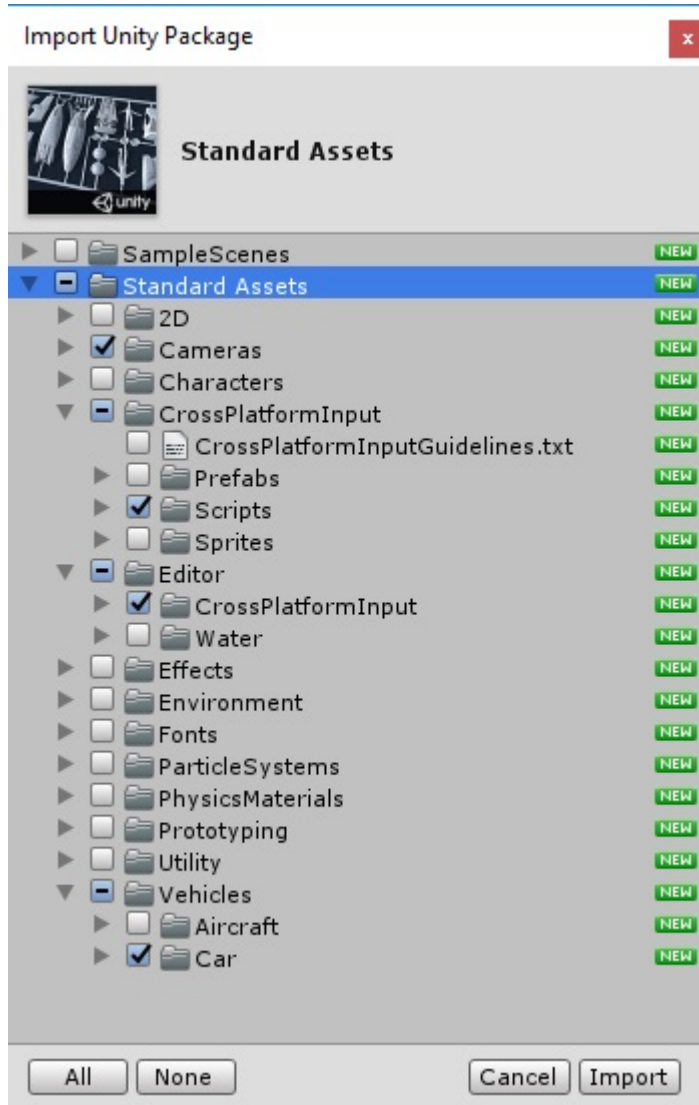 Import Unity Package
x
unity
Standard Assets
SampleScenes NEW
Standard Assets NEW
2D NEW
Cameras NEW
Characters NEW
CrossPlatformInput NEW
CrossPlatformInputGuidelines.txt NEW
Prefabs NEW
Scripts NEW
Sprites NEW
Editor NEW
CrossPlatformInput NEW
Water NEW
Effects NEW
Environment NEW
Fonts NEW
ParticleSystems NEW
PhysicsMaterials NEW
Prototyping NEW
Utility NEW
Vehicles NEW
Aircraft NEW
Car NEW
All None Cancel Import